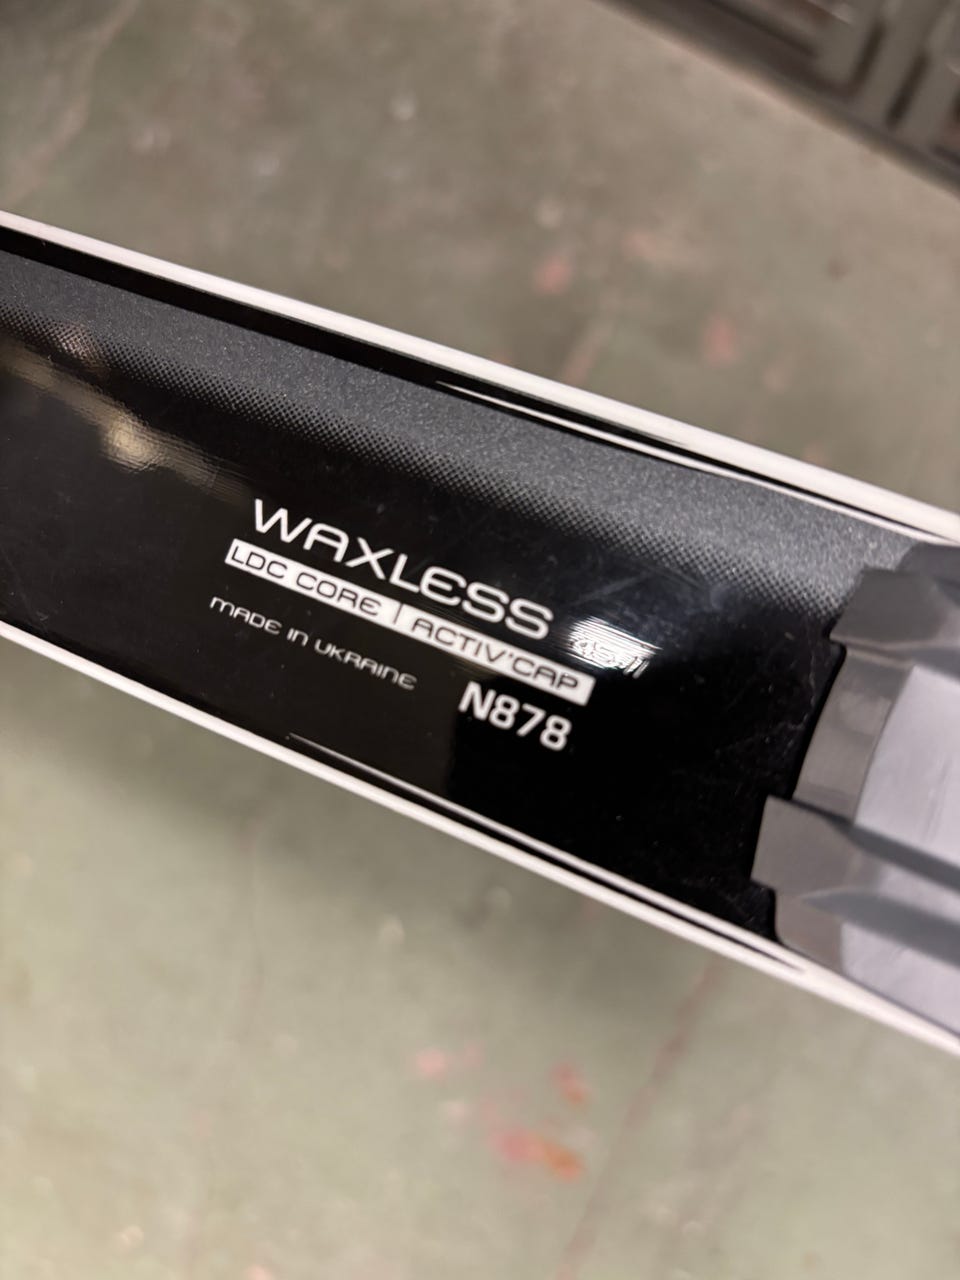 WAXLESS
LDC CORE | ACTIV'CAP
MADE IN UKRAINE
N878